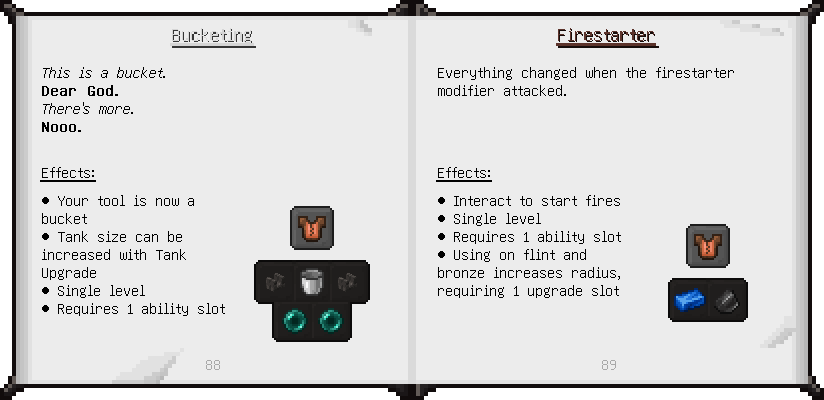 Bucketing
This is a bucket.
Dear God.
There's more.
Nooo.
Effects:
● Your tool is now a
bucket
● Tank size can be
increased with Tank
Upgrade
● Single level
● Requires 1 ability slot
88
Firestarter
Everything changed when the firestarter
modifier attacked.
Effects:
● Interact to start fires
● Single level
● Requires 1 ability slot
● Using on flint and
bronze increases radius,
requiring 1 upgrade slot
89